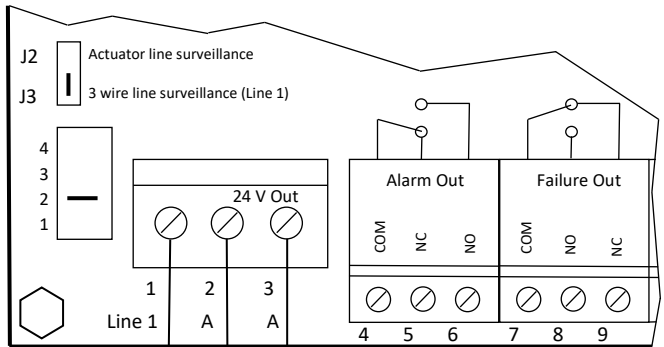 J2 Actuator line surveillance
J3 3 wire line surveillance (Line 1)
4
3
2
1
24 V Out
1 2 3
Line 1 A A
Alarm Out
COM NC NO
4 5 6
Failure Out
COM NO NC
7 8 9